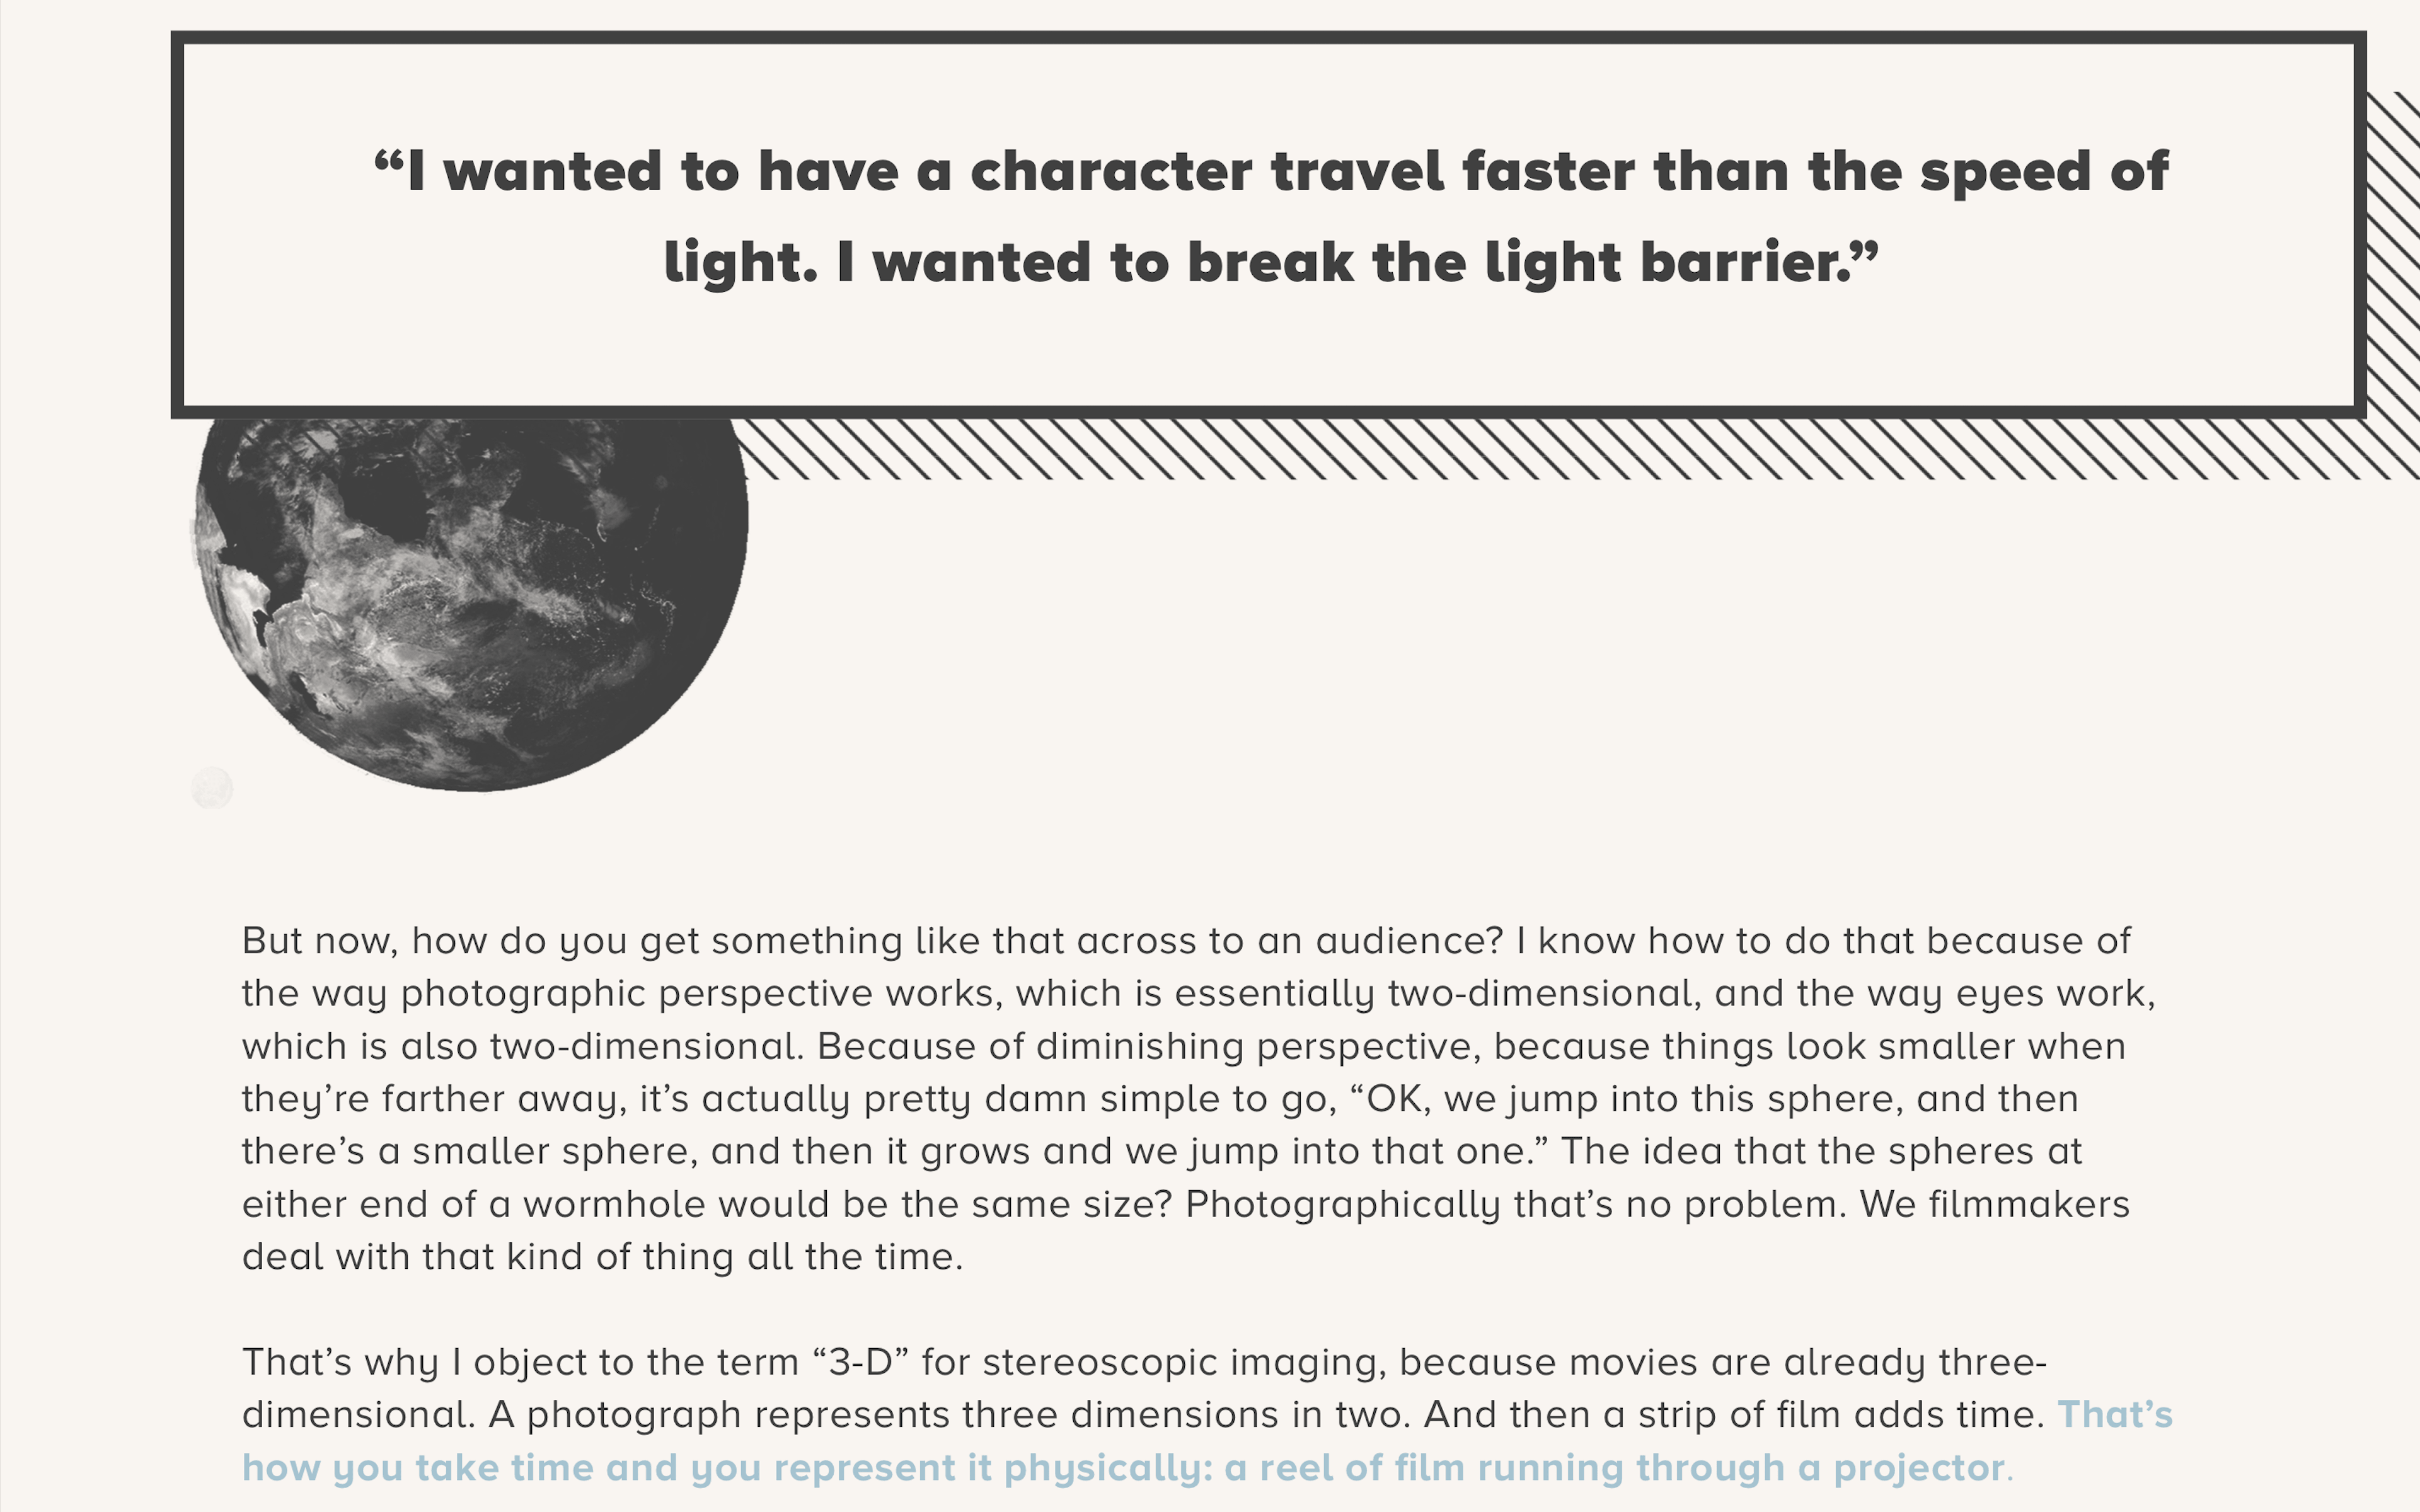 “I wanted to have a character travel faster than the speed of
light. I wanted to break the light barrier.”
But now, how do you get something like that across to an audience? I know how to do that because of
the way photographic perspective works, which is essentially two-dimensional, and the way eyes work,
which is also two-dimensional. Because of diminishing perspective, because things look smaller when
they’re farther away, it’s actually pretty damn simple to go, “OK, we jump into this sphere, and then
there’s a smaller sphere, and then it grows and we jump into that one.” The idea that the spheres at
either end of a wormhole would be the same size? Photographically that’s no problem. We filmmakers
deal with that kind of thing all the time.
That’s why I object to the term “3-D” for stereoscopic imaging, because movies are already three-
dimensional. A photograph represents three dimensions in two. And then a strip of film adds time. That’s
how you take time and you represent it physically: a reel of film running through a projector.